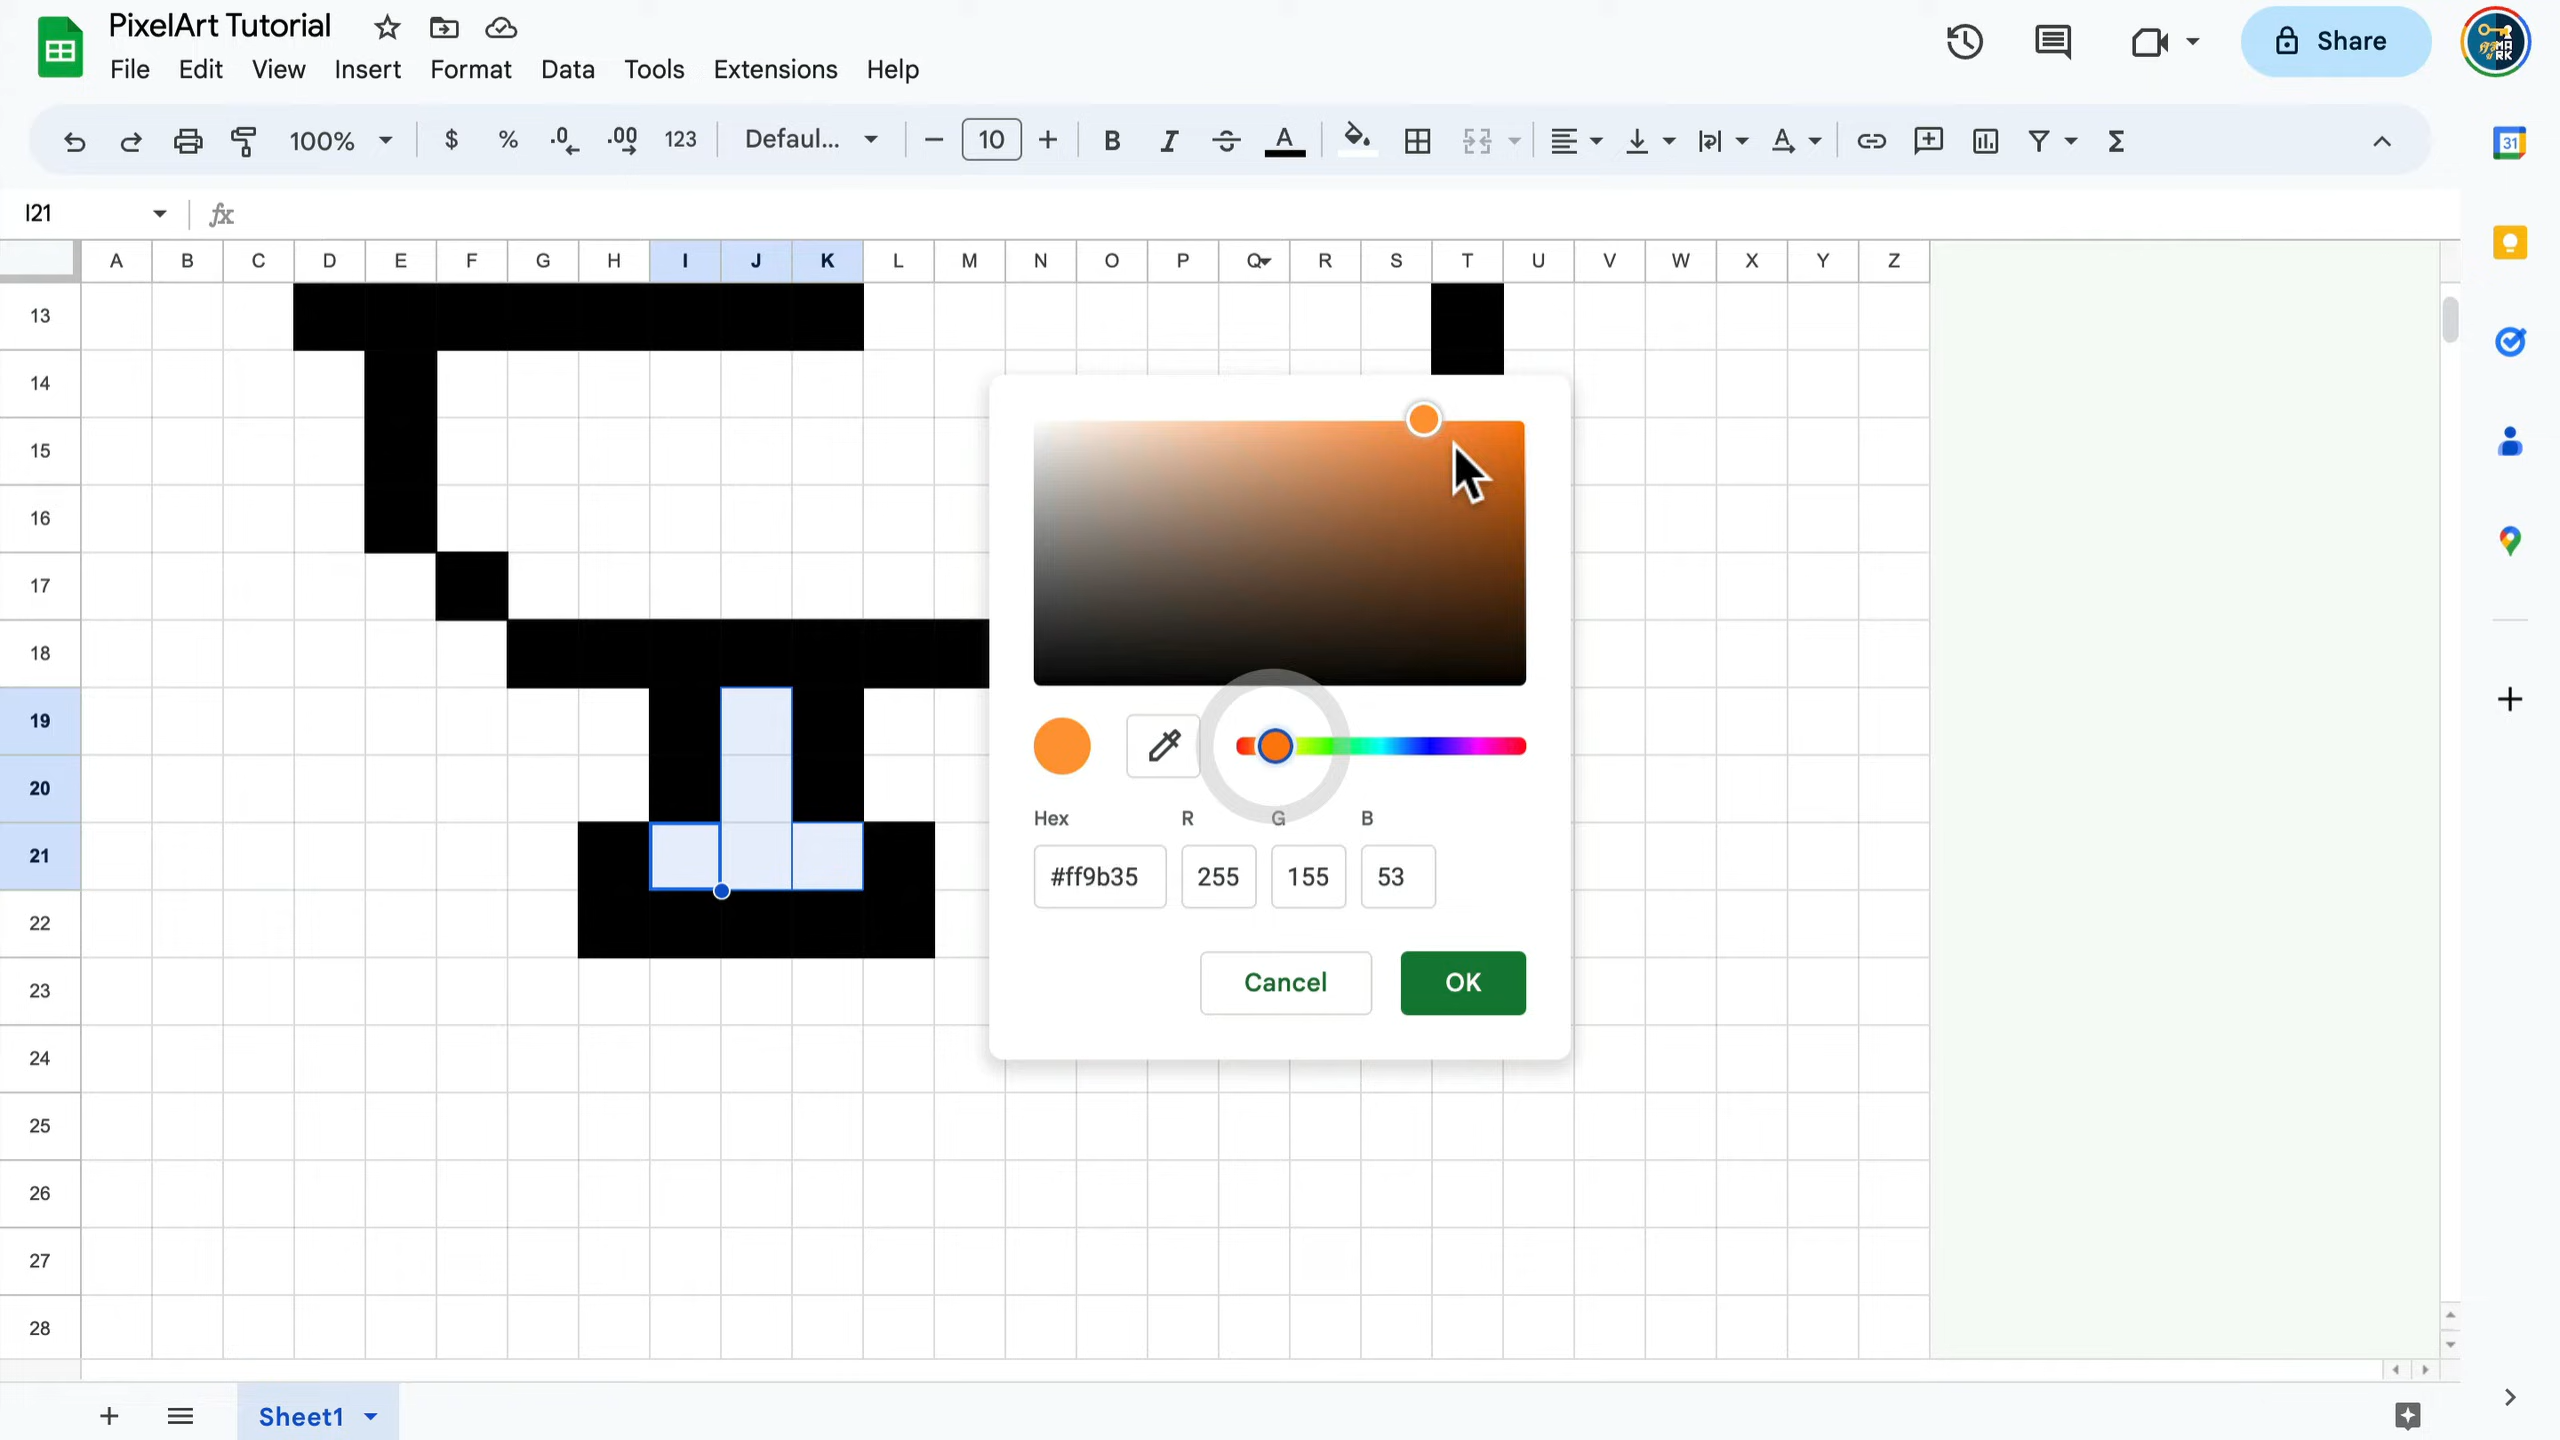 PixelArt Tutorial
File Edit View Insert Format Data Tools Extensions Help
Share
100% $ % .0 .00 123 Defaul... 10 B I S A Σ
31
I21 fx
A B C D E F G H I J K L M N O P Q R S T U V W X Y Z
13
14
15
16
17
18
19
20
21
22
23
24
25
26
27
28
Hex R G B
#ff9b35 255 155 53
Cancel OK
Sheet1